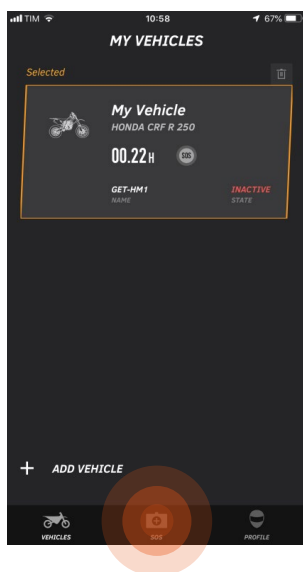 TIM 10:58 67%
MY VEHICLES
Selected
My Vehicle
HONDA CRF R 250
00.22 H SOS
GET-HM1 INACTIVE
NAME STATE
+ ADD VEHICLE
VEHICLES SOS PROFILE